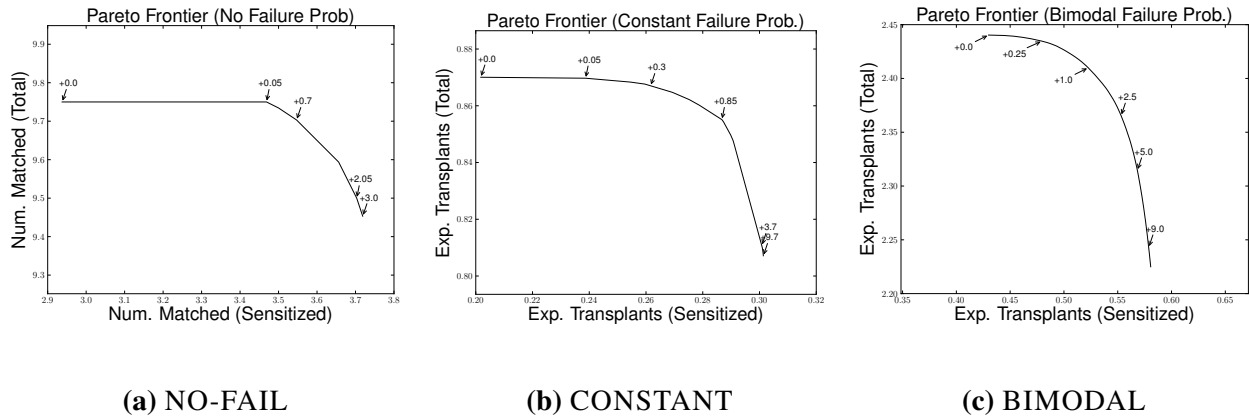 Pareto Frontier (No Failure Prob)
9.9
9.8
9.7
9.6
9.5
9.4
9.3
Num. Matched (Total)
+0.0
+0.05
+0.7
+2.05
+3.0
2.9 3.0 3.1 3.2 3.3 3.4 3.5 3.6 3.7 3.8
Num. Matched (Sensitized)
(a) NO-FAIL
Pareto Frontier (Constant Failure Prob.)
0.88
0.86
0.84
0.82
0.80
Exp. Transplants (Total)
+0.0
+0.05
+0.3
+0.85
+3.7
+9.7
0.20 0.22 0.24 0.26 0.28 0.30 0.32
Exp. Transplants (Sensitized)
(b) CONSTANT
Pareto Frontier (Bimodal Failure Prob.)
2.45
2.40
2.35
2.30
2.25
2.20
Exp. Transplants (Total)
+0.0
+0.25
+1.0
+2.5
+5.0
+9.0
0.35 0.40 0.45 0.50 0.55 0.60 0.65
Exp. Transplants (Sensitized)
(c) BIMODAL